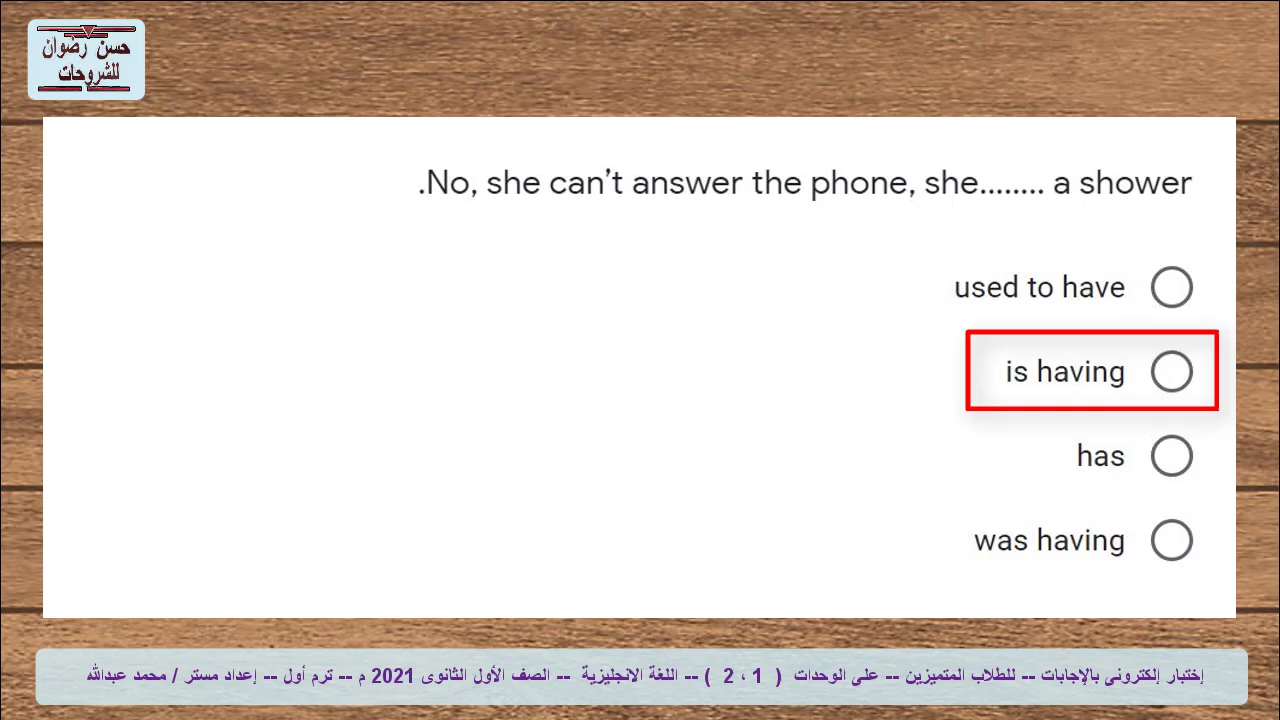 حسن رضوان
للشروحات
.No, she can’t answer the phone, she........ a shower
used to have
is having
has
was having
إختبار إلكترونى بالإجابات -- للطلاب المتميزين -- على الوحدات ( 1 ، 2 ) -- اللغة الانجليزية -- الصف الأول الثانوى 2021 م -- ترم أول -- إعداد مستر / محمد عبدالله